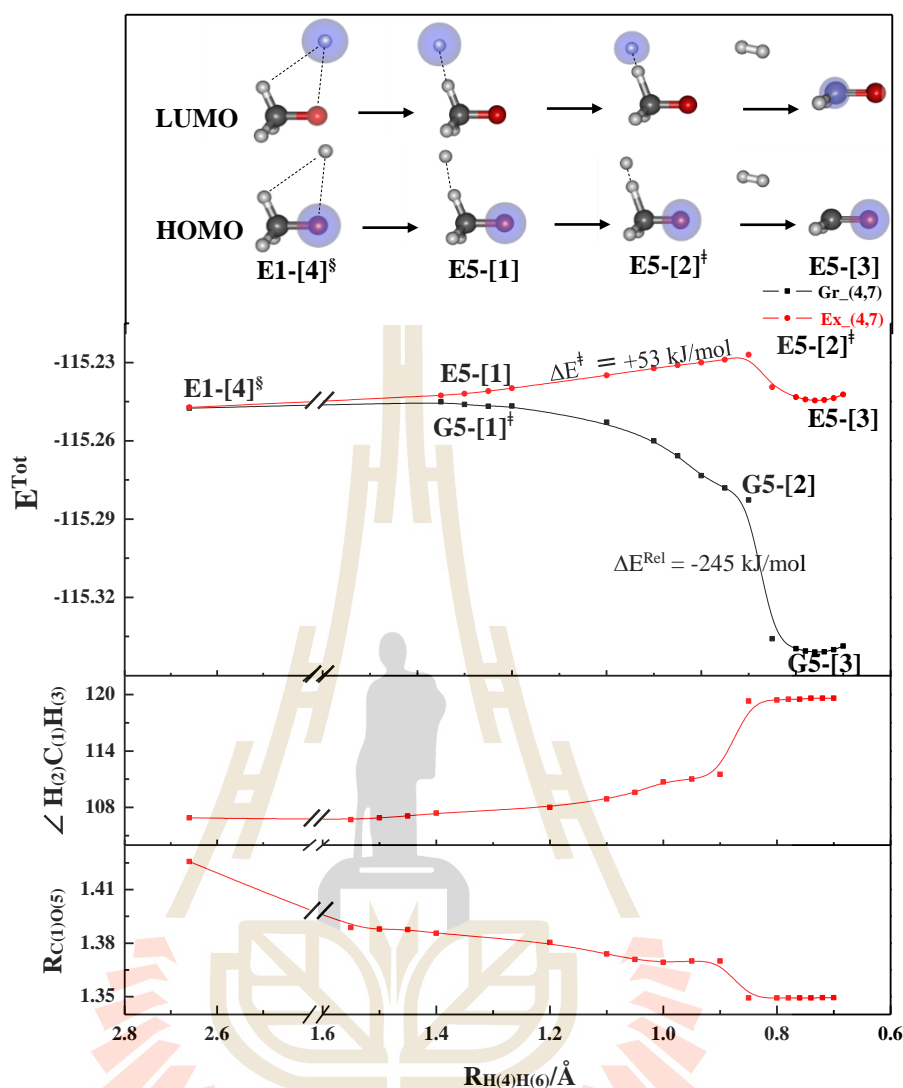 LUMO
HOMO
E1-[4]§ E5-[1] E5-[2]‡ E5-[3]
Gr_(4,7)
Ex_(4,7)
E5-[2]‡
ΔE‡ = +53 kJ/mol
E1-[4]§
E5-[1]
E5-[3]
G5-[1]‡
G5-[2]
ΔERel = -245 kJ/mol
G5-[3]
ETot
-115.23
-115.26
-115.29
-115.32
∠H(2)C(1)H(3)
120
114
108
RC(1)O(5)
1.41
1.38
1.35
2.8 2.6 1.6 1.4 1.2 1.0 0.8 0.6
RH(4)H(6)/Å